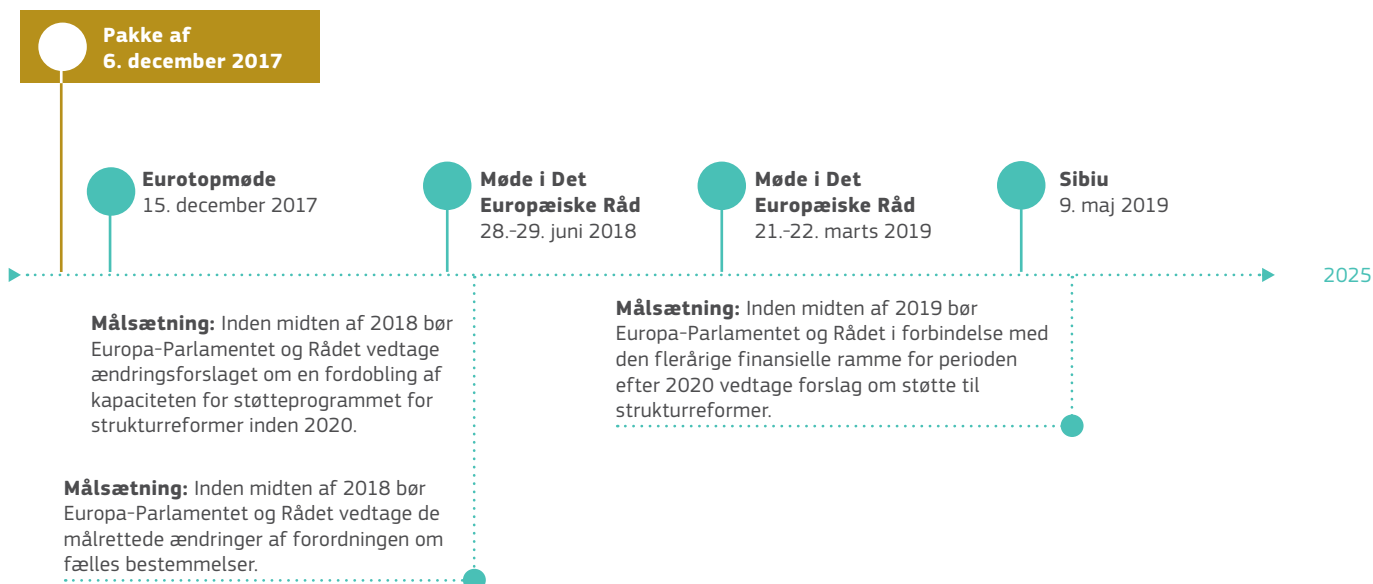 Pakke af
6. december 2017
Eurotopmøde
15. december 2017
Møde i Det
Europæiske Råd
28.-29. juni 2018
Møde i Det
Europæiske Råd
21.-22. marts 2019
Sibiu
9. maj 2019
2025
Målsætning: Inden midten af 2018 bør
Europa-Parlamentet og Rådet vedtage
ændringsforslaget om en fordobling af
kapaciteten for støtteprogrammet for
strukturreformer inden 2020.
Målsætning: Inden midten af 2018 bør
Europa-Parlamentet og Rådet vedtage de
målrettede ændringer af forordningen om
fælles bestemmelser.
Målsætning: Inden midten af 2019 bør
Europa-Parlamentet og Rådet i forbindelse med
den flerårige finansielle ramme for perioden
efter 2020 vedtage forslag om støtte til
strukturreformer.